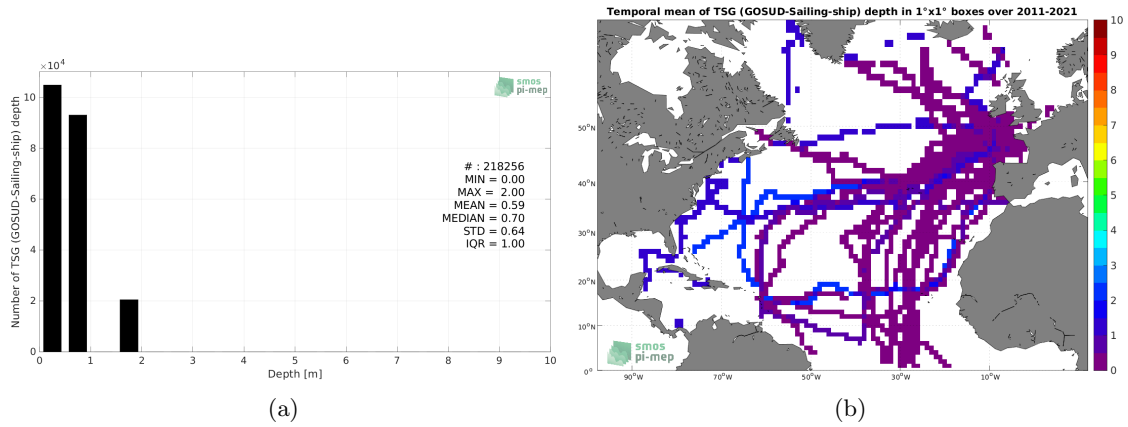 ×10⁴
10
8
6
4
2
0
Number of TSG (GOSUD-Sailing-ship) depth
smos
pi-mep
# : 218256
MIN = 0.00
MAX = 2.00
MEAN = 0.59
MEDIAN = 0.70
STD = 0.64
IQR = 1.00
0 1 2 3 4 5 6 7 8 9 10
Depth [m]
(a)
Temporal mean of TSG (GOSUD-Sailing-ship) depth in 1°x1° boxes over 2011-2021
50°N
40°N
30°N
20°N
10°N
0°
smos
pi-mep
90°W 70°W 50°W 30°W 10°W
10
9
8
7
6
5
4
3
2
1
0
(b)